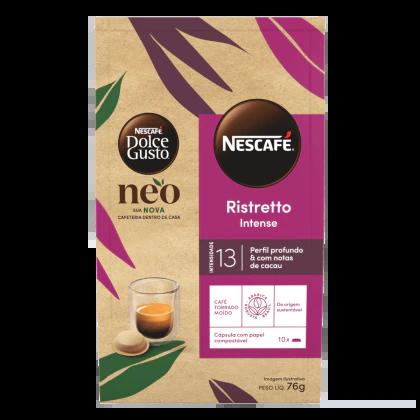 NESCAFÉ
DOLCE
GUSTO
neo
SUA NOVA
CAFETERIA DENTRO DE CASA
NESCAFÉ
Ristretto
Intense
INTENSIDADE
13
Perfil profundo
& com notas
de cacau
CAFÉ
TORRADO
MOÍDO
De origem
sustentável
Cápsula com papel
compostável
10x
Imagem ilustrativa
PESO LÍQ. 76g